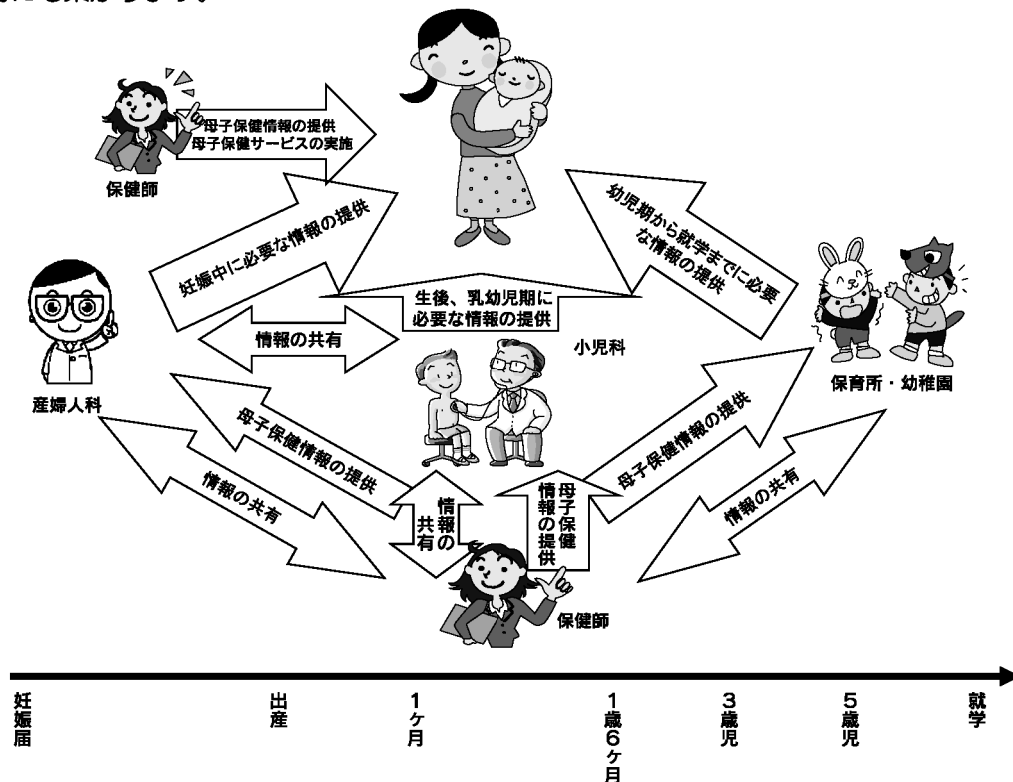 母子保健情報の提供
母子保健サービスの実施
保健師
妊娠中に必要な情報の提供
幼児期から就学までに必要
な情報の提供
生後、乳幼児期に
必要な情報の提供
情報の共有
小児科
産婦人科
保育所・幼稚園
母子保健情報の提供
情報の共有
情報の
共有
母子保健
情報の提供
母子保健情報の提供
情報の共有
保健師
妊娠届
出産
1ヶ月
1歳6ヶ月
3歳児
5歳児
就学